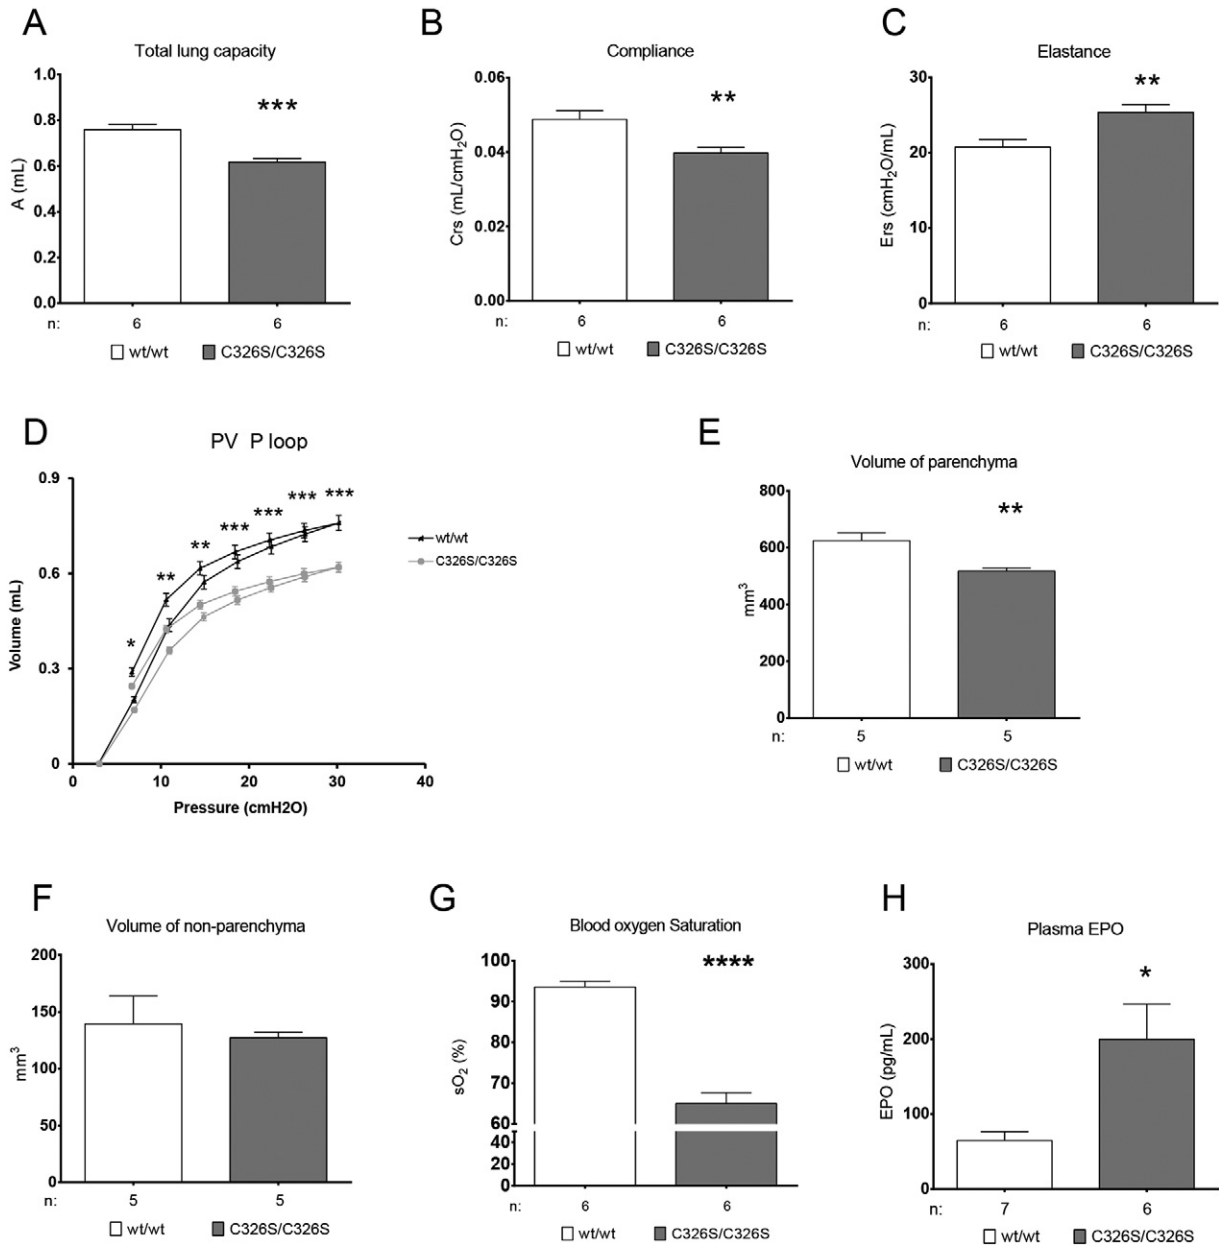 A
Total lung capacity
1.0
0.8
0.6
0.4
0.2
0.0
A (mL)
***
n: 6 6
wt/wt C326S/C326S
B
Compliance
0.06
0.04
0.02
0.00
Crs (mL/cmH2O)
**
n: 6 6
wt/wt C326S/C326S
C
Elastance
30
20
10
0
Ers (cmH2O/mL)
**
n: 6 6
wt/wt C326S/C326S
D
PV P loop
0.9
0.6
0.3
0
Volume (mL)
* ** ** *** *** *** ***
0 10 20 30 40
Pressure (cmH2O)
wt/wt
C326S/C326S
E
Volume of parenchyma
800
600
400
200
0
mm3
**
n: 5 5
wt/wt C326S/C326S
F
Volume of non-parenchyma
200
150
100
50
0
mm3
n: 5 5
wt/wt C326S/C326S
G
Blood oxygen Saturation
100
90
80
70
60
40
20
0
sO2 (%)
****
n: 6 6
wt/wt C326S/C326S
H
Plasma EPO
300
200
100
0
EPO (pg/mL)
*
n: 7 6
wt/wt C326S/C326S